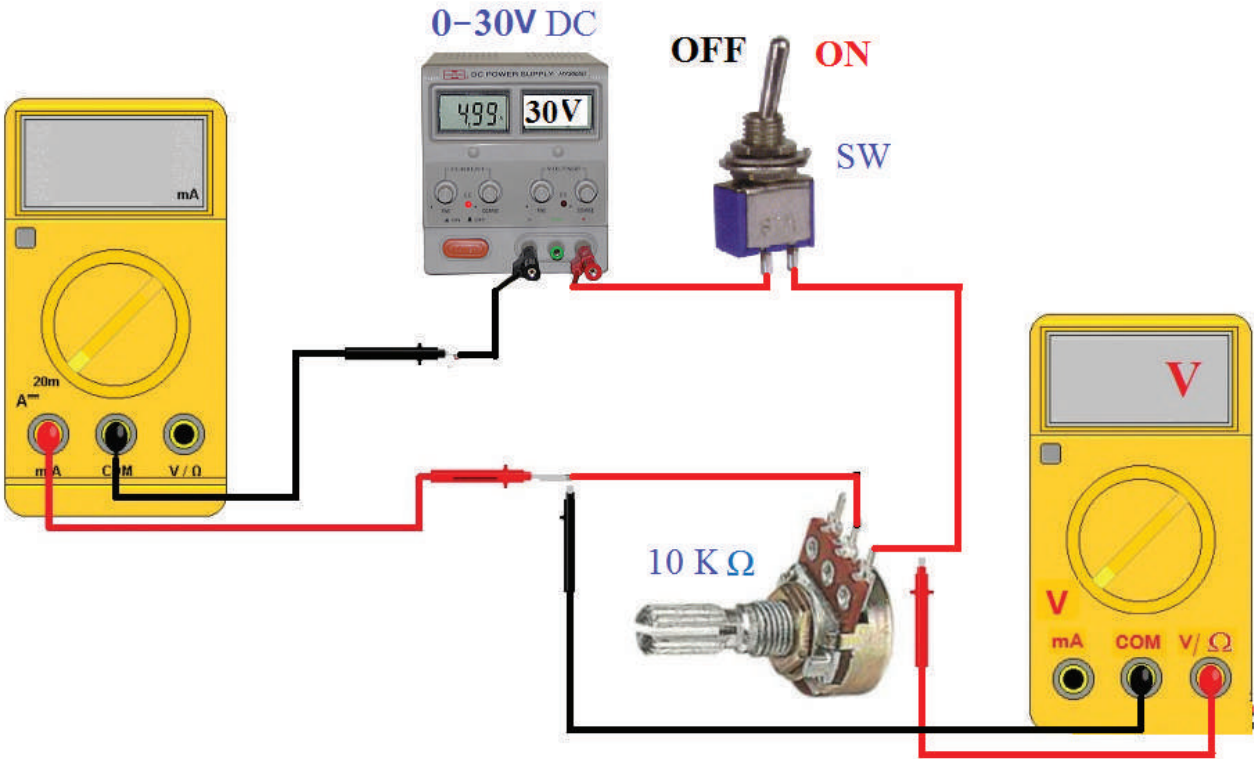 0-30V DC
OFF
ON
DC POWER SUPPLY
4.99
30V
SW
mA
20m
A
mA
COM
V / Ω
10 K Ω
V
V
mA
COM
V/ Ω